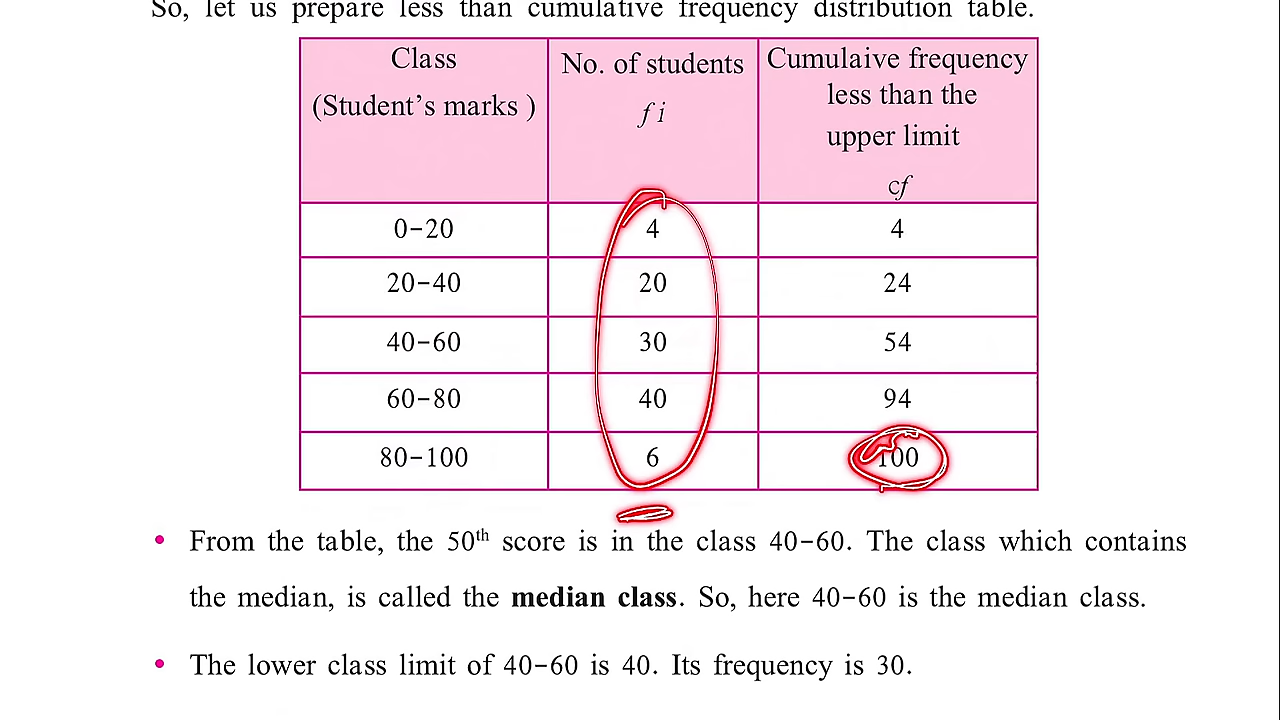 So, let us prepare less than cumulative frequency distribution table.
Class
(Student's marks )
No. of students
f i
Cumulaive frequency
less than the
upper limit
cf
0-20 4 4
20-40 20 24
40-60 30 54
60-80 40 94
80-100 6 100
• From the table, the 50th score is in the class 40-60. The class which contains
the median, is called the median class. So, here 40-60 is the median class.
• The lower class limit of 40-60 is 40. Its frequency is 30.